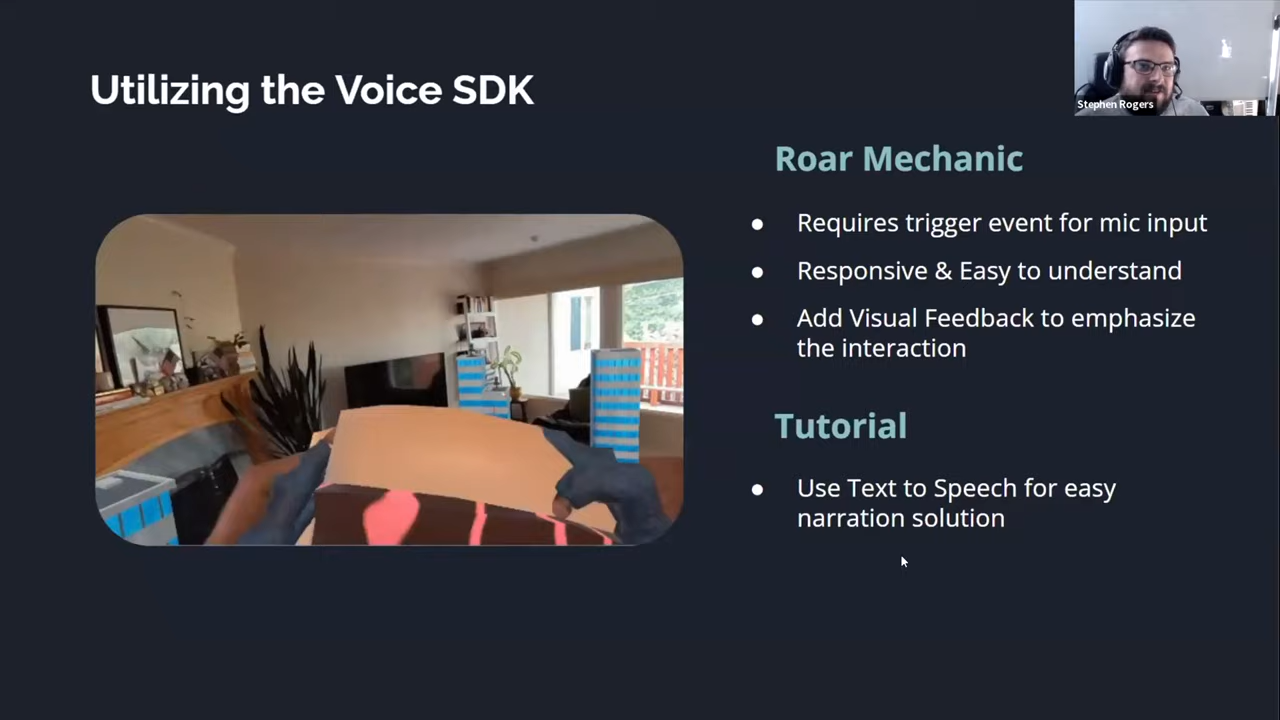 Utilizing the Voice SDK
Stephen Rogers
Roar Mechanic
● Requires trigger event for mic input
● Responsive & Easy to understand
● Add Visual Feedback to emphasize
the interaction
Tutorial
● Use Text to Speech for easy
narration solution